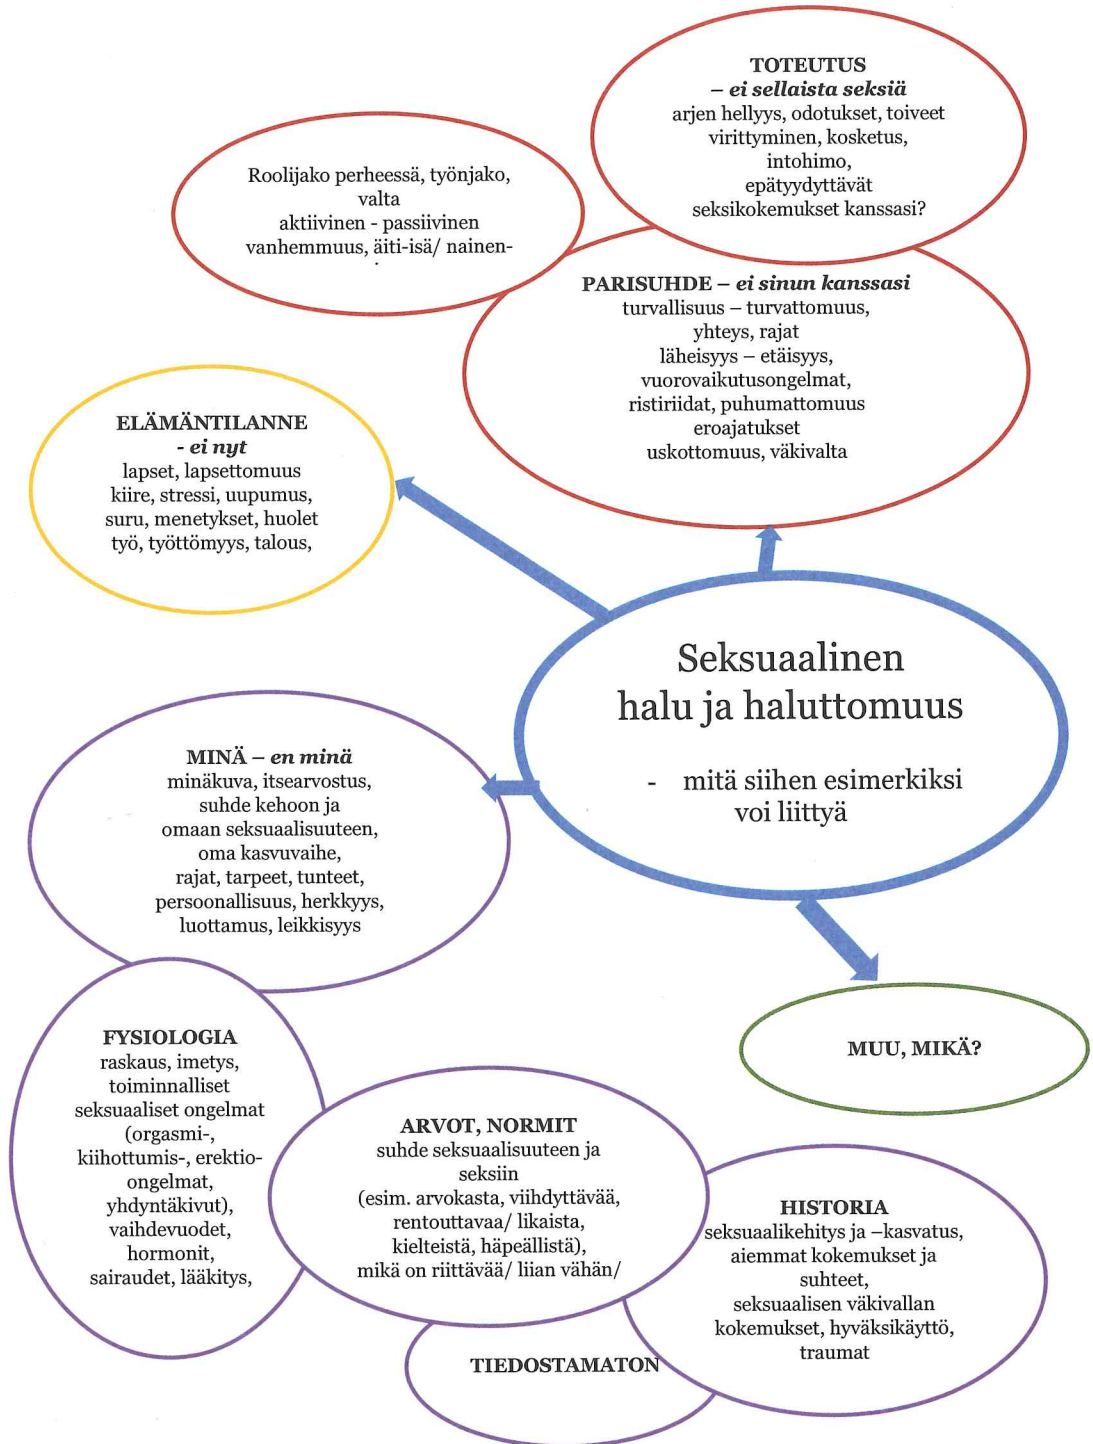 TOTEUTUS
– ei sellaista seksiä
arjen hellyys, odotukset, toiveet
virittyminen, kosketus,
intohimo,
epätyydyttävät
seksikokemukset kanssasi?
Roolijako perheessä, työnjako,
valta
aktiivinen - passiivinen
vanhemmuus, äiti-isä/ nainen-
PARISUHDE – ei sinun kanssasi
turvallisuus – turvattomuus,
yhteys, rajat
läheisyys – etäisyys,
vuorovaikutusongelmat,
ristiriidat, puhumattomuus
eroajatukset
uskottomuus, väkivalta
ELÄMÄNTILANNE
- ei nyt
lapset, lapsettomuus
kiire, stressi, uupumus,
suru, menetykset, huolet
työ, työttömyys, talous,
Seksuaalinen
halu ja haluttomuus
- mitä siihen esimerkiksi
voi liittyä
MINÄ – en minä
minäkuva, itsearvostus,
suhde kehoon ja
omaan seksuaalisuuteen,
oma kasvuvaihe,
rajat, tarpeet, tunteet,
persoonallisuus, herkkyys,
luottamus, leikkisyys
MUU, MIKÄ?
FYSIOLOGIA
raskaus, imetys,
toiminnalliset
seksuaaliset ongelmat
(orgasmi-,
kiihottumis-, erektio-
ongelmat,
yhdyntäkivut),
vaihdevuodet,
hormonit,
sairaudet, lääkitys,
ARVOT, NORMIT
suhde seksuaalisuuteen ja
seksiin
(esim. arvokasta, viihdyttävää,
rentouttavaa/ likaista,
kielteistä, häpeällistä),
mikä on riittävää/ liian vähän/
HISTORIA
seksuaalikehitys ja –kasvatus,
aiemmat kokemukset ja
suhteet,
seksuaalisen väkivallan
kokemukset, hyväksikäyttö,
traumat
TIEDOSTAMATON